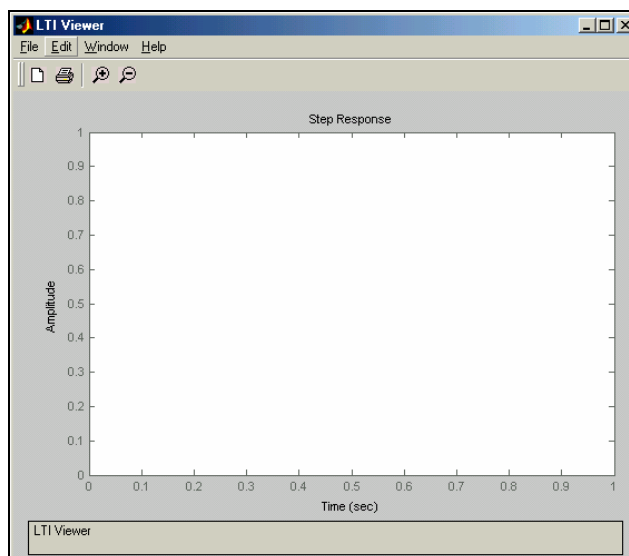 LTI Viewer
File Edit Window Help
Step Response
1
0.9
0.8
0.7
0.6
0.5
0.4
0.3
0.2
0.1
0
Amplitude
0 0.1 0.2 0.3 0.4 0.5 0.6 0.7 0.8 0.9 1
Time (sec)
LTI Viewer